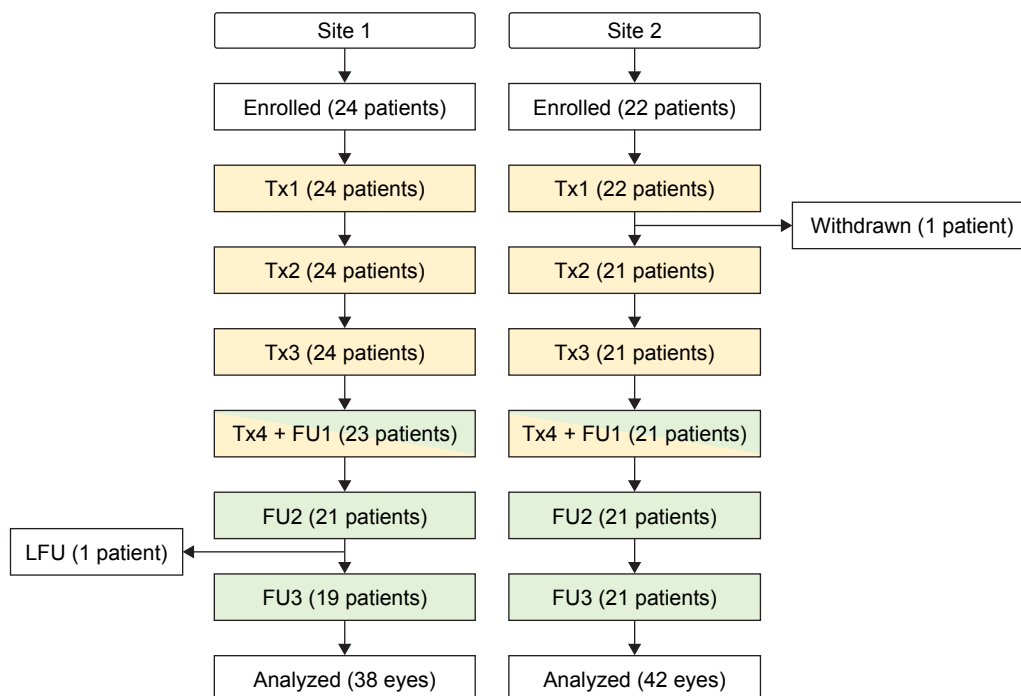 Site 1
Enrolled (24 patients)
Tx1 (24 patients)
Tx2 (24 patients)
Tx3 (24 patients)
Tx4 + FU1 (23 patients)
FU2 (21 patients)
LFU (1 patient)
FU3 (19 patients)
Analyzed (38 eyes)
Site 2
Enrolled (22 patients)
Tx1 (22 patients)
Withdrawn (1 patient)
Tx2 (21 patients)
Tx3 (21 patients)
Tx4 + FU1 (21 patients)
FU2 (21 patients)
FU3 (21 patients)
Analyzed (42 eyes)